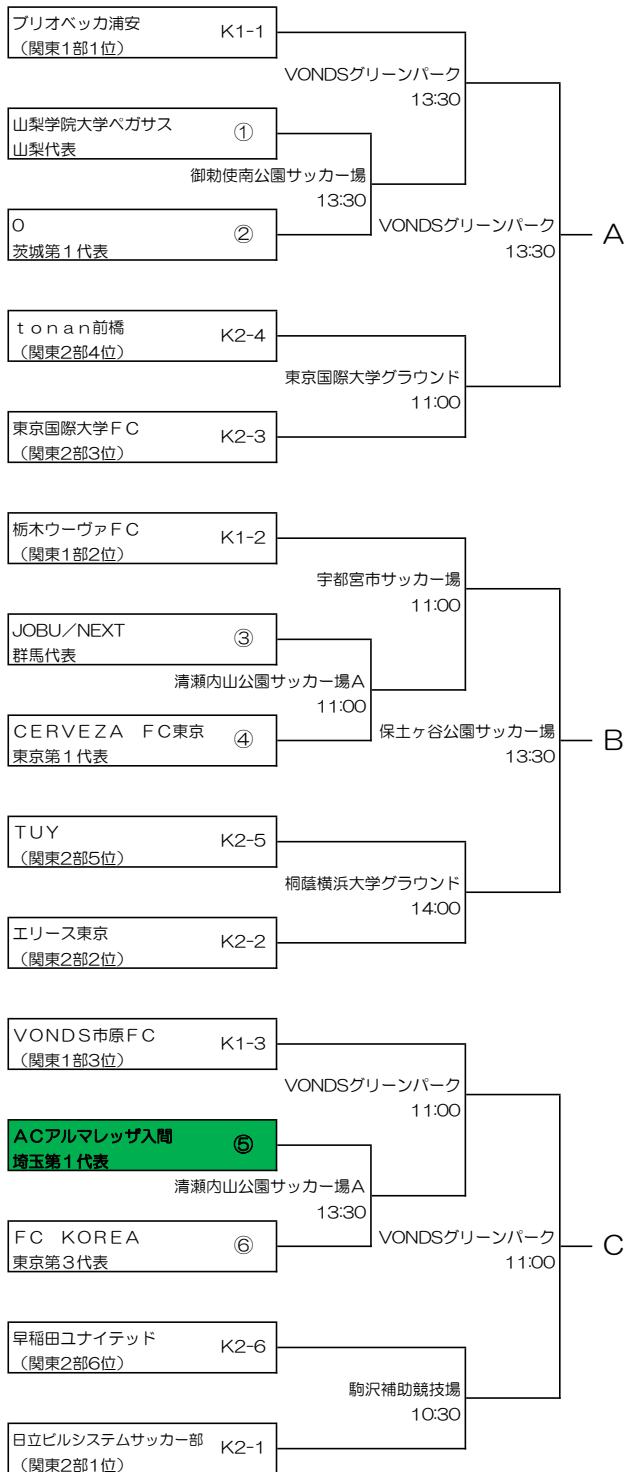 ブリオベッカ浦安 K1-1
（関東1部1位）
VONDSグリーンパーク
13:30
山梨学院大学ペガサス ①
山梨代表
御勅使南公園サッカー場
13:30
O ②
茨城第１代表
VONDSグリーンパーク
13:30
A
ｔｏｎａｎ前橋 K2-4
（関東2部4位）
東京国際大学グラウンド
11:00
東京国際大学ＦＣ K2-3
（関東2部3位）
栃木ウーヴァＦＣ K1-2
（関東1部2位）
宇都宮市サッカー場
11:00
JOBU／NEXT ③
群馬代表
清瀬内山公園サッカー場A
11:00
ＣＥＲＶＥＺＡ　ＦＣ東京 ④
東京第１代表
保土ヶ谷公園サッカー場
13:30
B
ＴＵＹ K2-5
（関東2部5位）
桐蔭横浜大学グラウンド
14:00
エリース東京 K2-2
（関東2部2位）
ＶＯＮＤＳ市原ＦＣ K1-3
（関東1部3位）
VONDSグリーンパーク
11:00
ＡＣアルマレッザ入間 ⑤
埼玉第１代表
清瀬内山公園サッカー場A
13:30
ＦＣ　ＫＯＲＥＡ ⑥
東京第３代表
VONDSグリーンパーク
11:00
C
早稲田ユナイテッド K2-6
（関東2部6位）
駒沢補助競技場
10:30
日立ビルシステムサッカー部 K2-1
（関東2部1位）